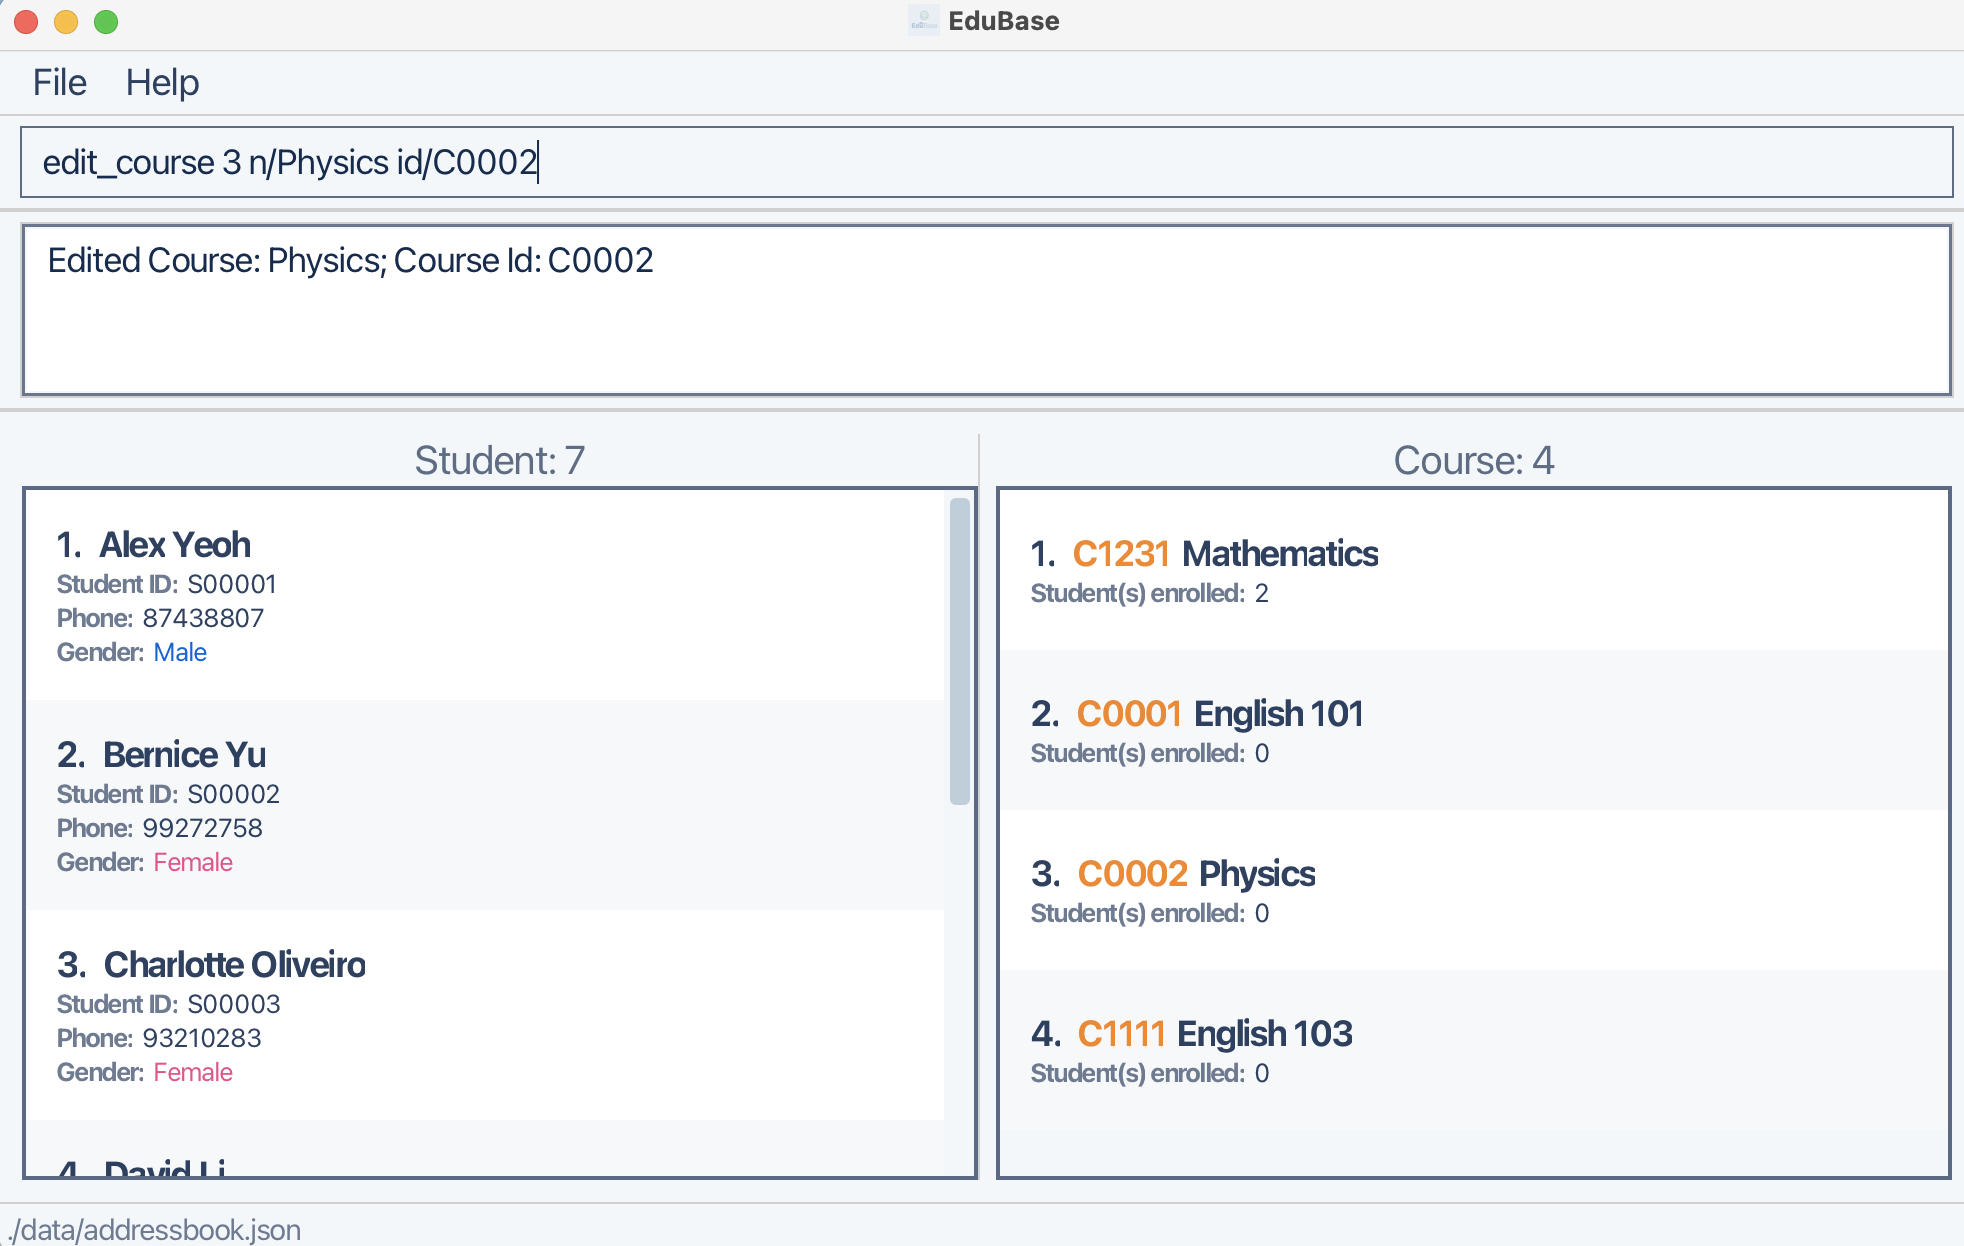 EduBase
File Help
edit_course 3 n/Physics id/C0002
Edited Course: Physics; Course Id: C0002
Student: 7
1. Alex Yeoh
Student ID: S00001
Phone: 87438807
Gender: Male
2. Bernice Yu
Student ID: S00002
Phone: 99272758
Gender: Female
3. Charlotte Oliveiro
Student ID: S00003
Phone: 93210283
Gender: Female
4. David Li
Course: 4
1. C1231 Mathematics
Student(s) enrolled: 2
2. C0001 English 101
Student(s) enrolled: 0
3. C0002 Physics
Student(s) enrolled: 0
4. C1111 English 103
Student(s) enrolled: 0
./data/addressbook.json